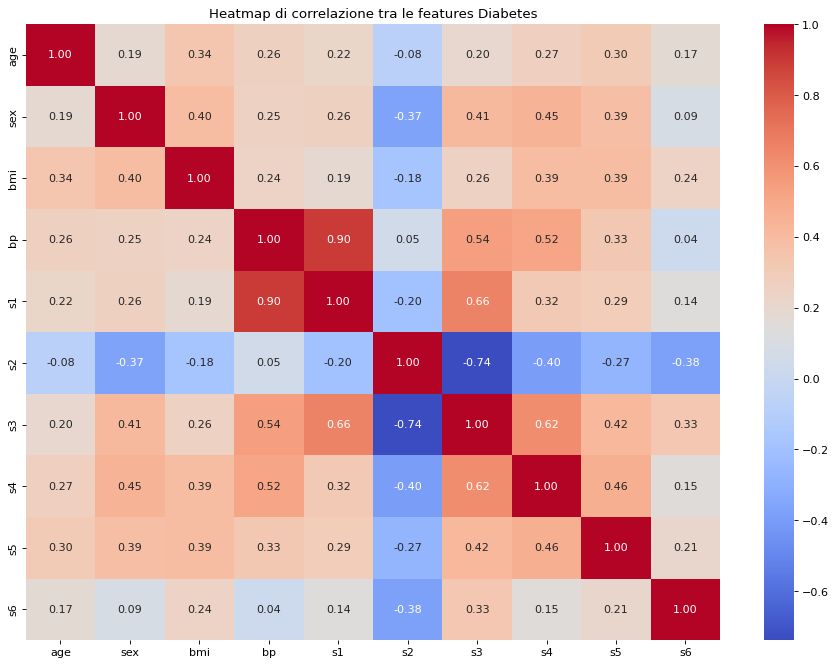 Heatmap di correlazione tra le features Diabetes
age 1.00 0.19 0.34 0.26 0.22 -0.08 0.20 0.27 0.30 0.17
sex 0.19 1.00 0.40 0.25 0.26 -0.37 0.41 0.45 0.39 0.09
bmi 0.34 0.40 1.00 0.24 0.19 -0.18 0.26 0.39 0.39 0.24
bp 0.26 0.25 0.24 1.00 0.90 0.05 0.54 0.52 0.33 0.04
s1 0.22 0.26 0.19 0.90 1.00 -0.20 0.66 0.32 0.29 0.14
s2 -0.08 -0.37 -0.18 0.05 -0.20 1.00 -0.74 -0.40 -0.27 -0.38
s3 0.20 0.41 0.26 0.54 0.66 -0.74 1.00 0.62 0.42 0.33
s4 0.27 0.45 0.39 0.52 0.32 -0.40 0.62 1.00 0.46 0.15
s5 0.30 0.39 0.39 0.33 0.29 -0.27 0.42 0.46 1.00 0.21
s6 0.17 0.09 0.24 0.04 0.14 -0.38 0.33 0.15 0.21 1.00
age sex bmi bp s1 s2 s3 s4 s5 s6
1.0
0.8
0.6
0.4
0.2
0.0
−0.2
−0.4
−0.6